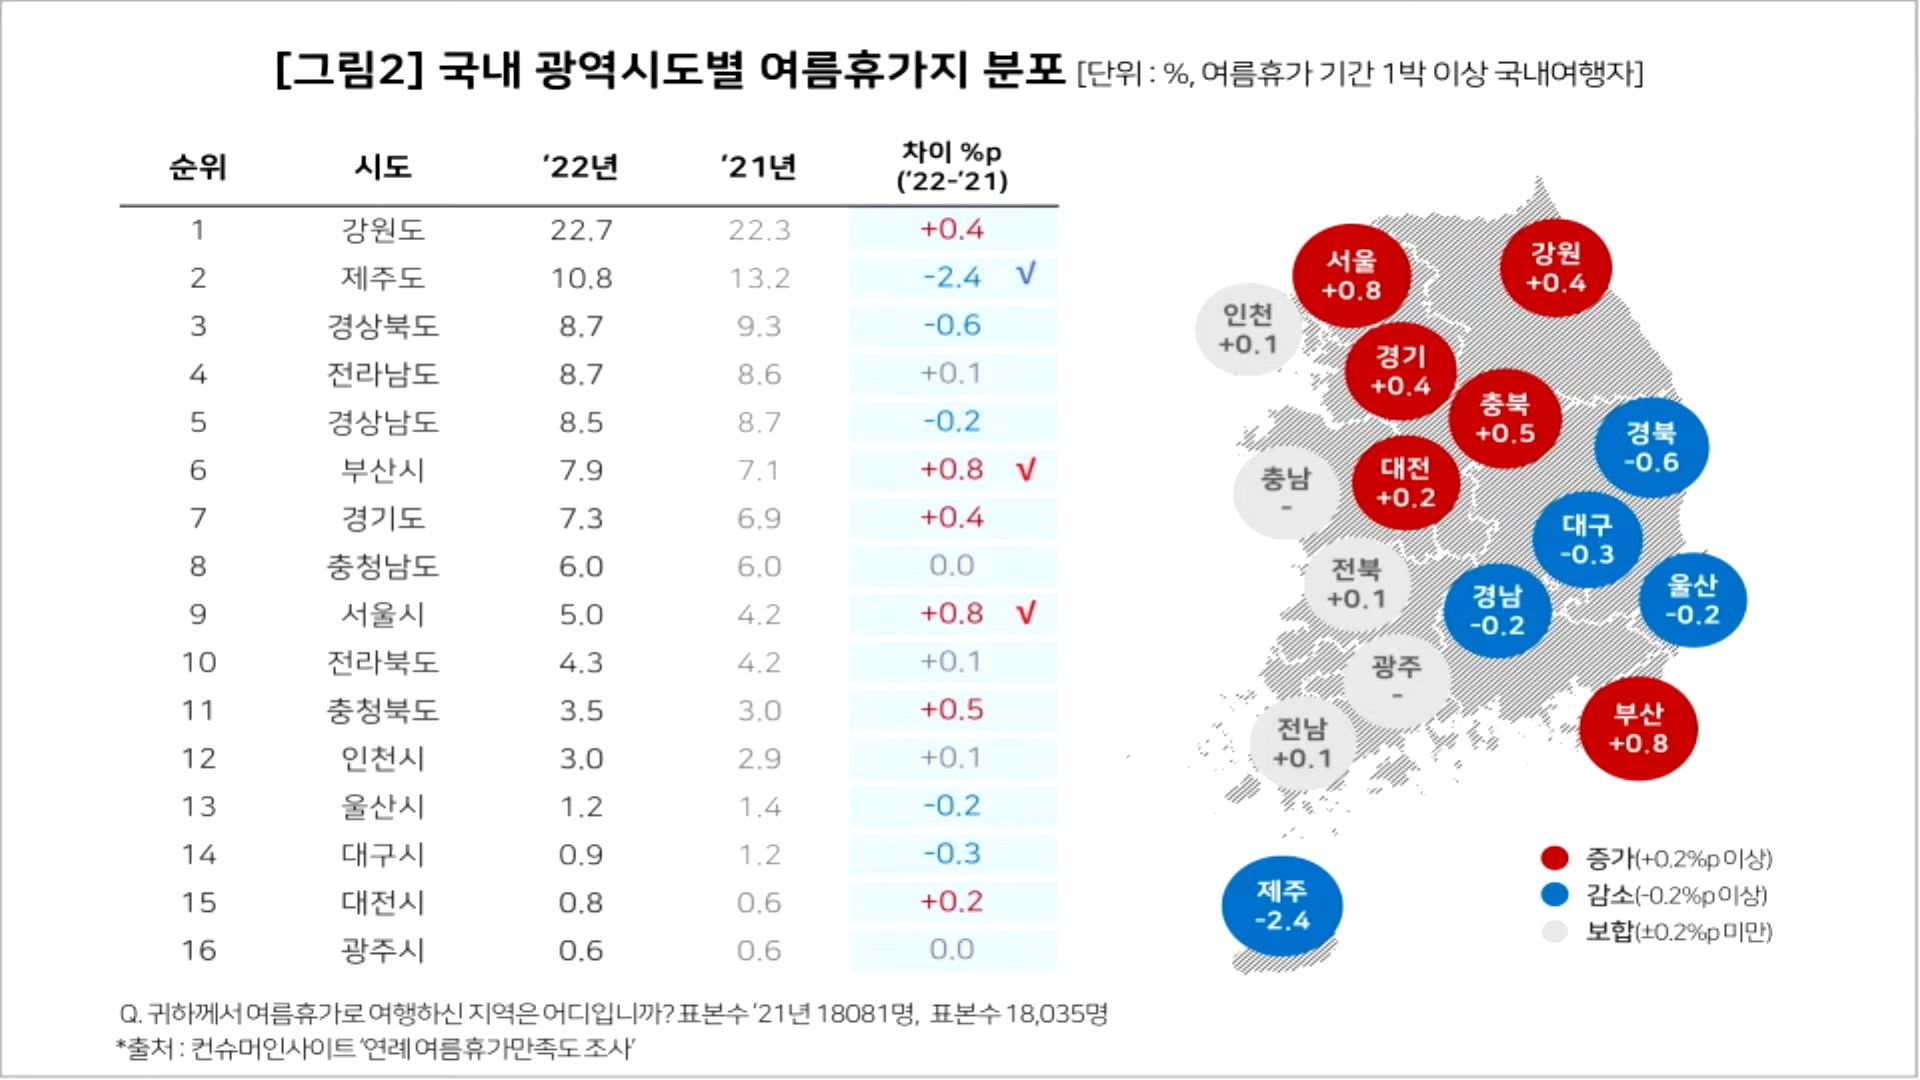 [그림2] 국내 광역시도별 여름휴가지 분포 [단위 : %, 여름휴가 기간 1박 이상 국내여행자]
순위 시도 ’22년 ’21년 차이 %p (’22-’21)
1 강원도 22.7 22.3 +0.4
2 제주도 10.8 13.2 -2.4 √
3 경상북도 8.7 9.3 -0.6
4 전라남도 8.7 8.6 +0.1
5 경상남도 8.5 8.7 -0.2
6 부산시 7.9 7.1 +0.8 √
7 경기도 7.3 6.9 +0.4
8 충청남도 6.0 6.0 0.0
9 서울시 5.0 4.2 +0.8 √
10 전라북도 4.3 4.2 +0.1
11 충청북도 3.5 3.0 +0.5
12 인천시 3.0 2.9 +0.1
13 울산시 1.2 1.4 -0.2
14 대구시 0.9 1.2 -0.3
15 대전시 0.8 0.6 +0.2
16 광주시 0.6 0.6 0.0
서울
+0.8
강원
+0.4
인천
+0.1
경기
+0.4
충북
+0.5
경북
-0.6
충남
-
대전
+0.2
대구
-0.3
전북
+0.1
경남
-0.2
울산
-0.2
광주
-
전남
+0.1
부산
+0.8
제주
-2.4
증가(+0.2%p 이상)
감소(-0.2%p 이상)
보합(±0.2%p 미만)
Q. 귀하께서 여름휴가로 여행하신 지역은 어디입니까? 표본수 ’21년 18081명, 표본수 18,035명
*출처 : 컨슈머인사이트 ‘연례 여름휴가만족도 조사’